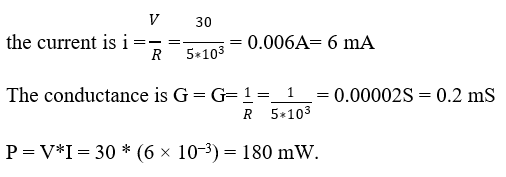 the current is i = V/R = 30/5*10³ = 0.006A= 6 mA
The conductance is G = G= 1/R = 1/5*10³ = 0.00002S = 0.2 mS
P = V*I = 30 * (6 × 10⁻³) = 180 mW.